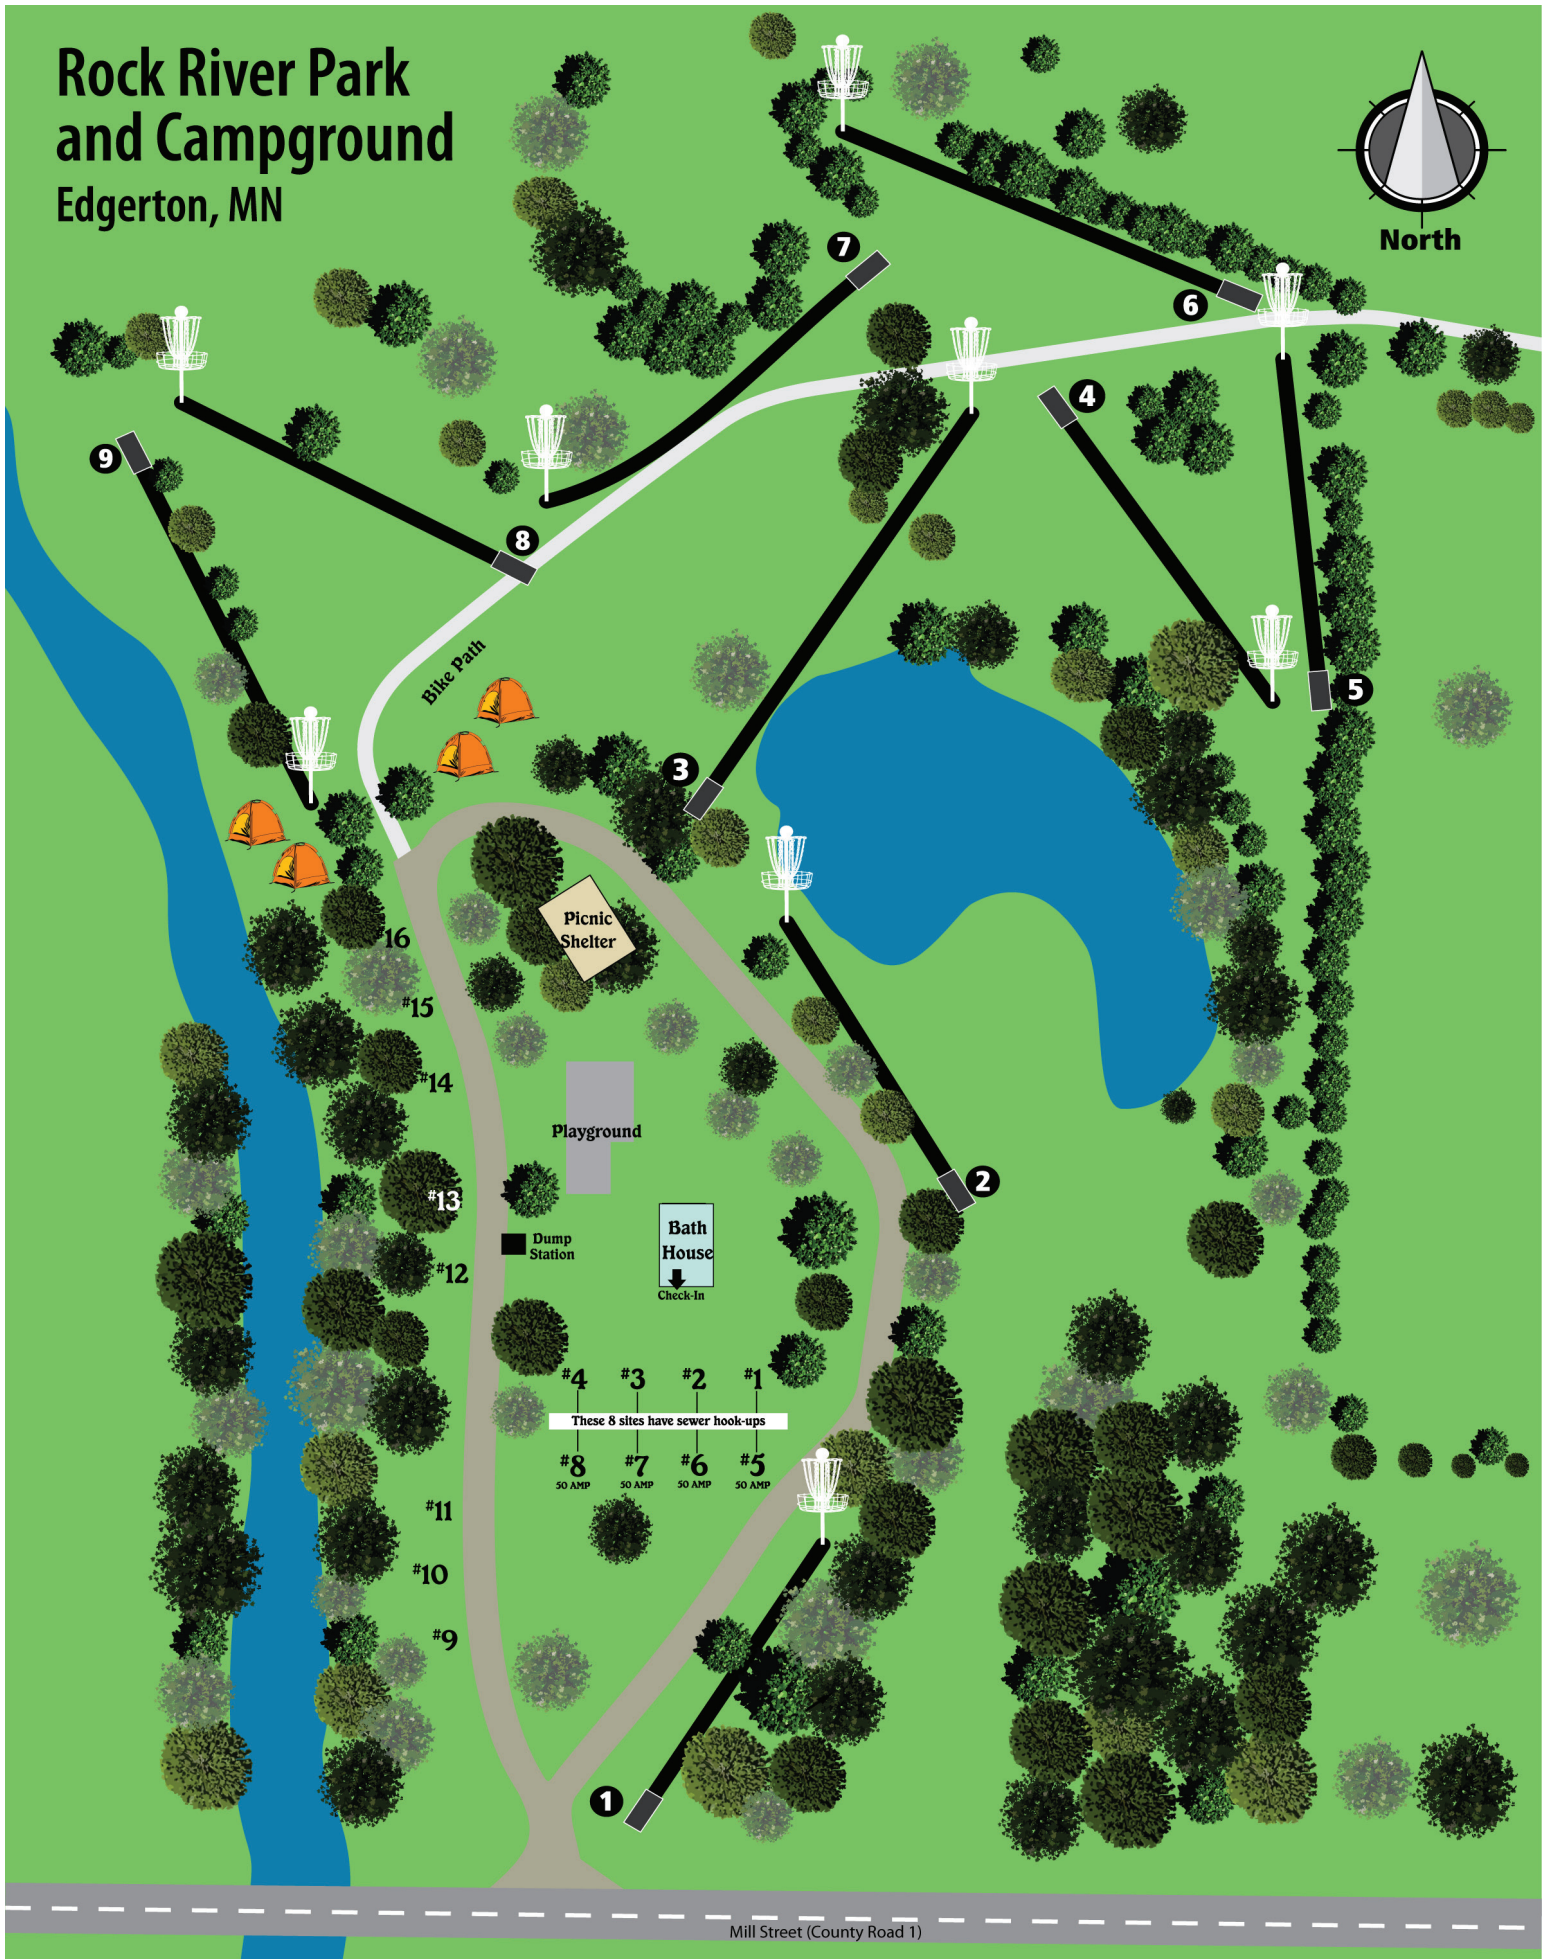 Rock River Park
and Campground
Edgerton, MN
North
7
6
4
9
8
Bike Path
5
3
Picnic
Shelter
#16
#15
#14
Playground
2
#13
Bath
House
Dump
Station
#12
Check-In
#4 #3 #2 #1
These 8 sites have sewer hook-ups
#8 #7 #6 #5
50 AMP 50 AMP 50 AMP 50 AMP
#11
#10
#9
1
Mill Street (County Road 1)